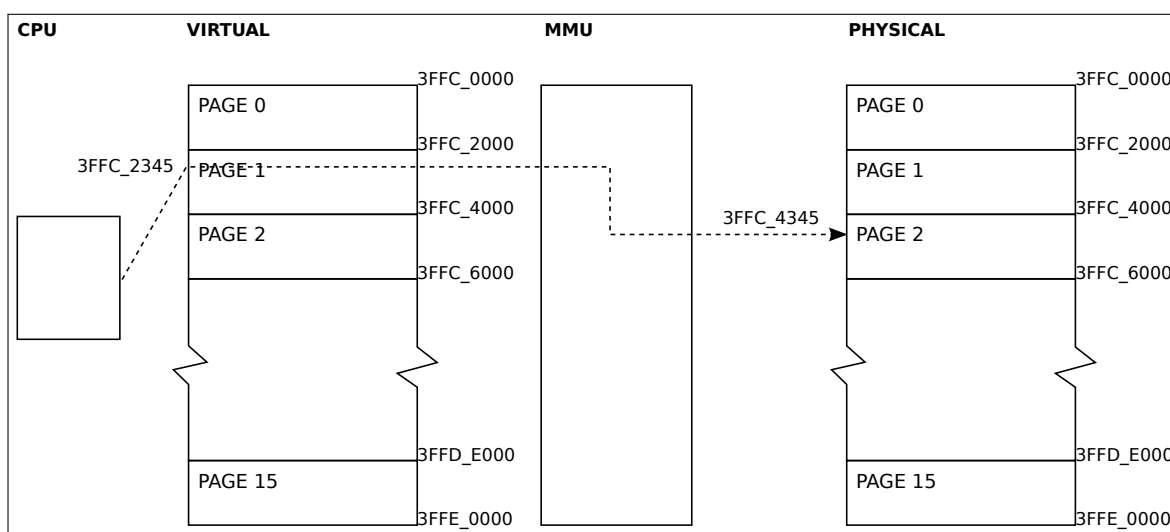 CPU VIRTUAL MMU PHYSICAL
3FFC_0000 3FFC_0000
PAGE 0 PAGE 0
3FFC_2000 3FFC_2000
3FFC_2345 PAGE 1 PAGE 1
3FFC_4000 3FFC_4000
3FFC_4345
PAGE 2 PAGE 2
3FFC_6000 3FFC_6000
3FFD_E000 3FFD_E000
PAGE 15 PAGE 15
3FFE_0000 3FFE_0000